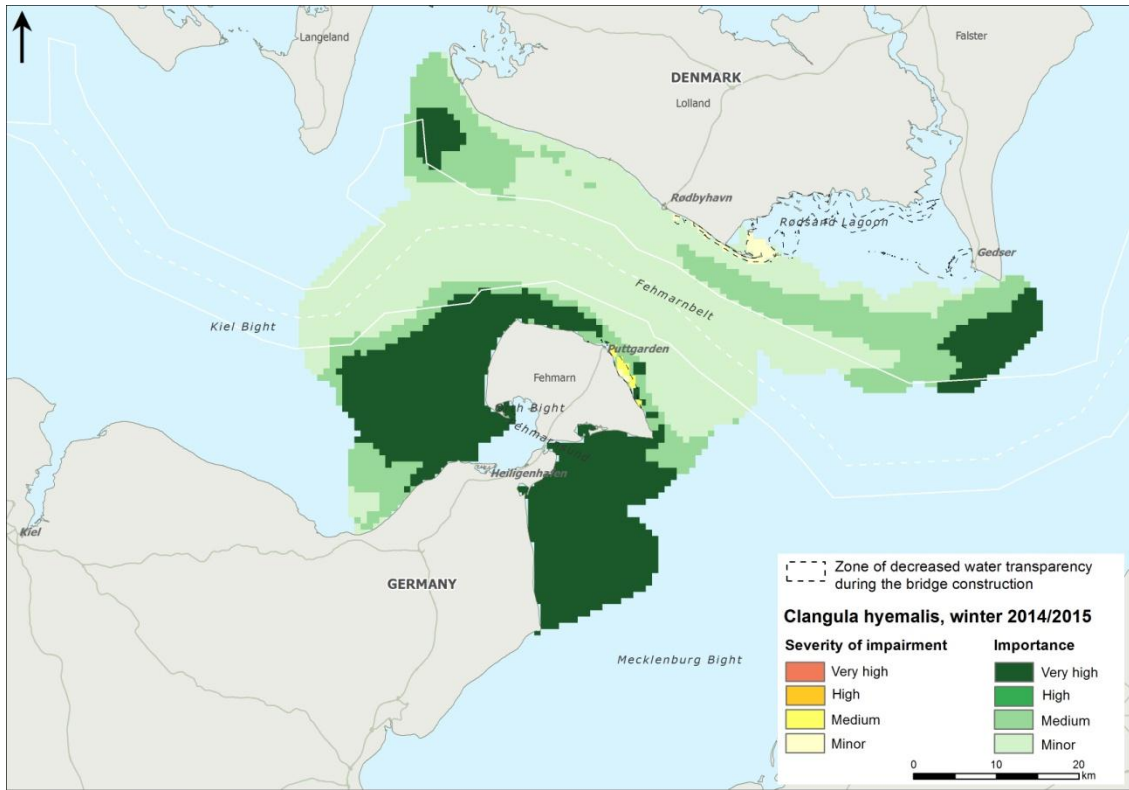 Langeland
Falster
DENMARK
Lolland
Rødbyhavn
Rødsand Lagoon
Gedser
Fehmarnbelt
Kiel Bight
Puttgarden
Fehmarn
Bight
Heiligenhafen
Kiel
GERMANY
Mecklenburg Bight
Zone of decreased water transparency
during the bridge construction
Clangula hyemalis, winter 2014/2015
Severity of impairment Importance
Very high Very high
High High
Medium Medium
Minor Minor
0 10 20
km